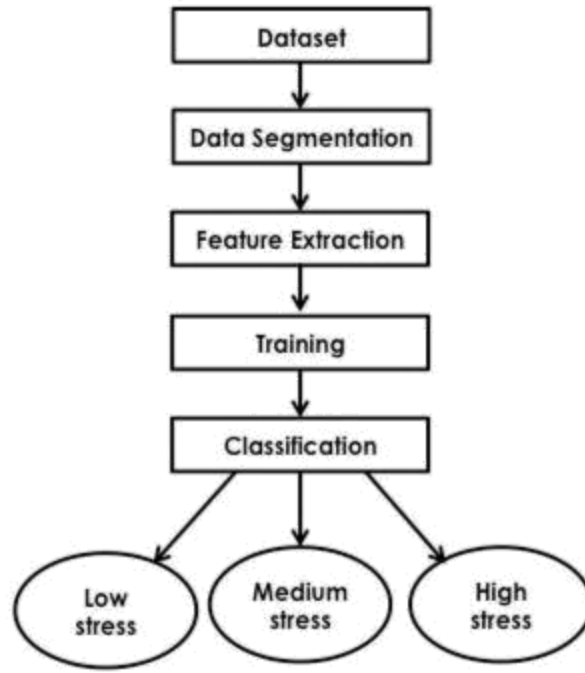 Dataset
Data Segmentation
Feature Extraction
Training
Classification
Low
stress
Medium
stress
High
stress